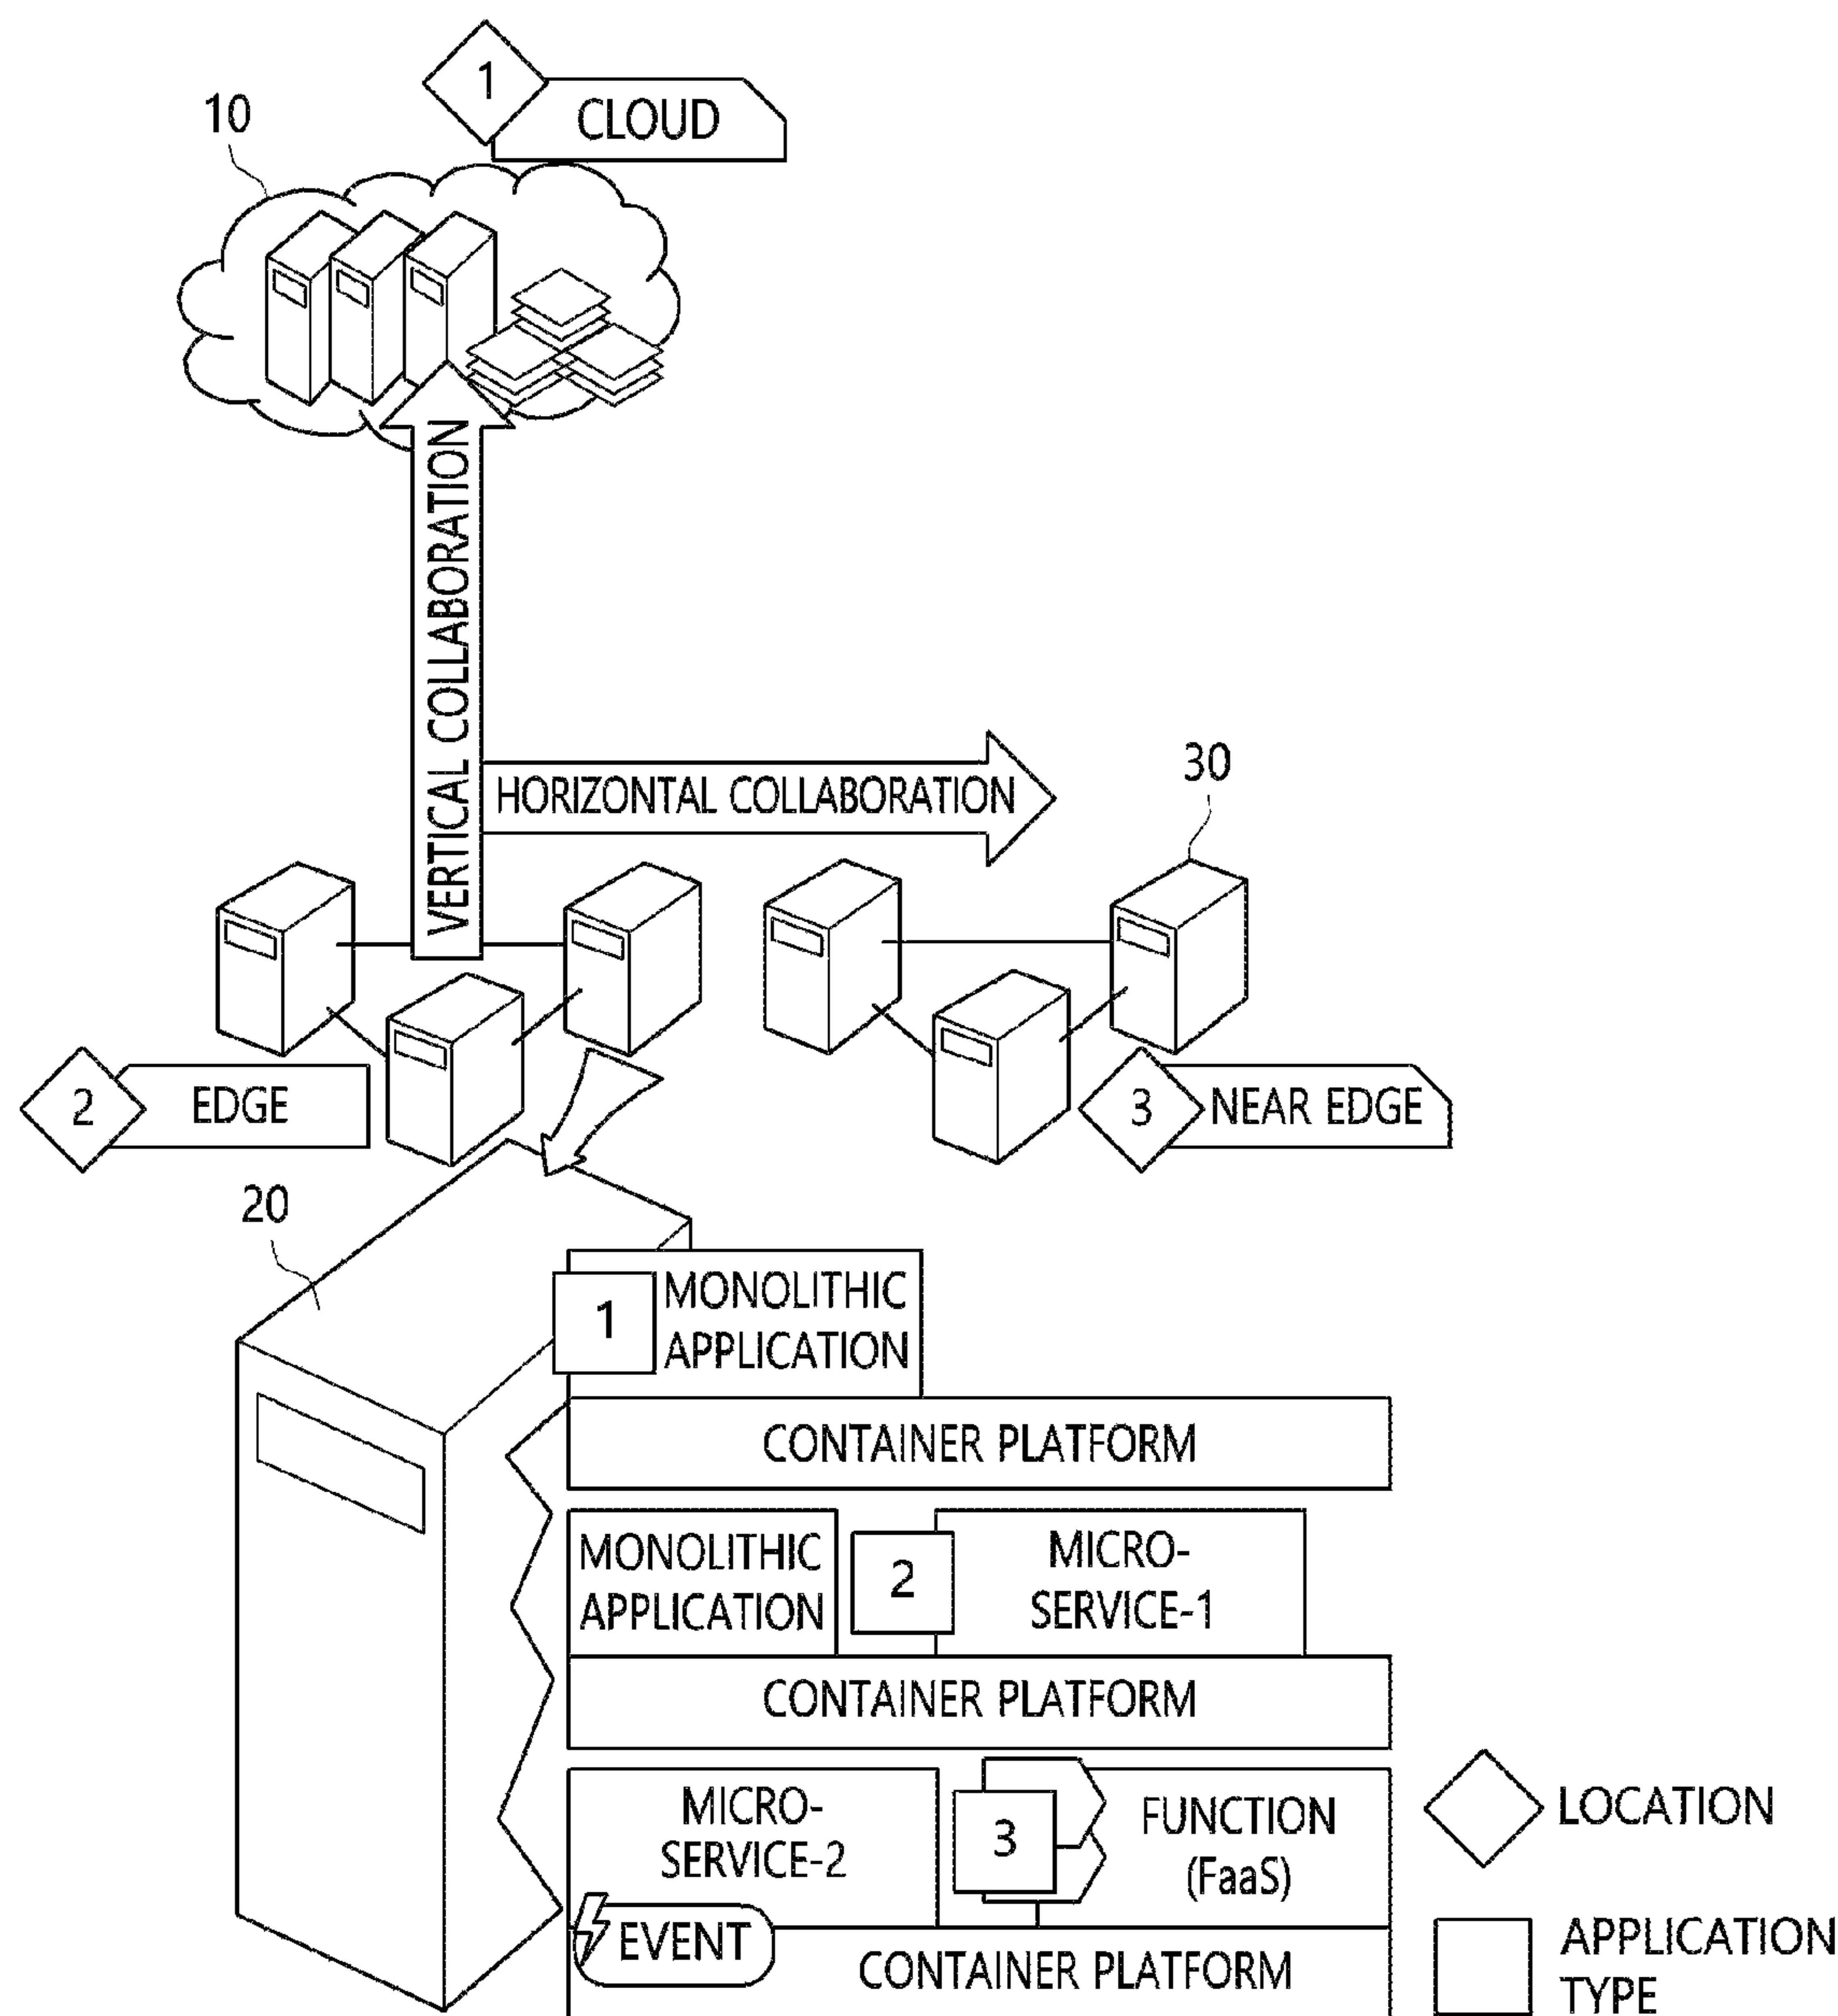 1
CLOUD
10
VERTICAL COLLABORATION
HORIZONTAL COLLABORATION
30
2
EDGE
3
NEAR EDGE
20
1
MONOLITHIC
APPLICATION
CONTAINER PLATFORM
MONOLITHIC
APPLICATION
2
MICRO-
SERVICE-1
CONTAINER PLATFORM
MICRO-
SERVICE-2
3
FUNCTION
(FaaS)
EVENT
CONTAINER PLATFORM
LOCATION
APPLICATION
TYPE